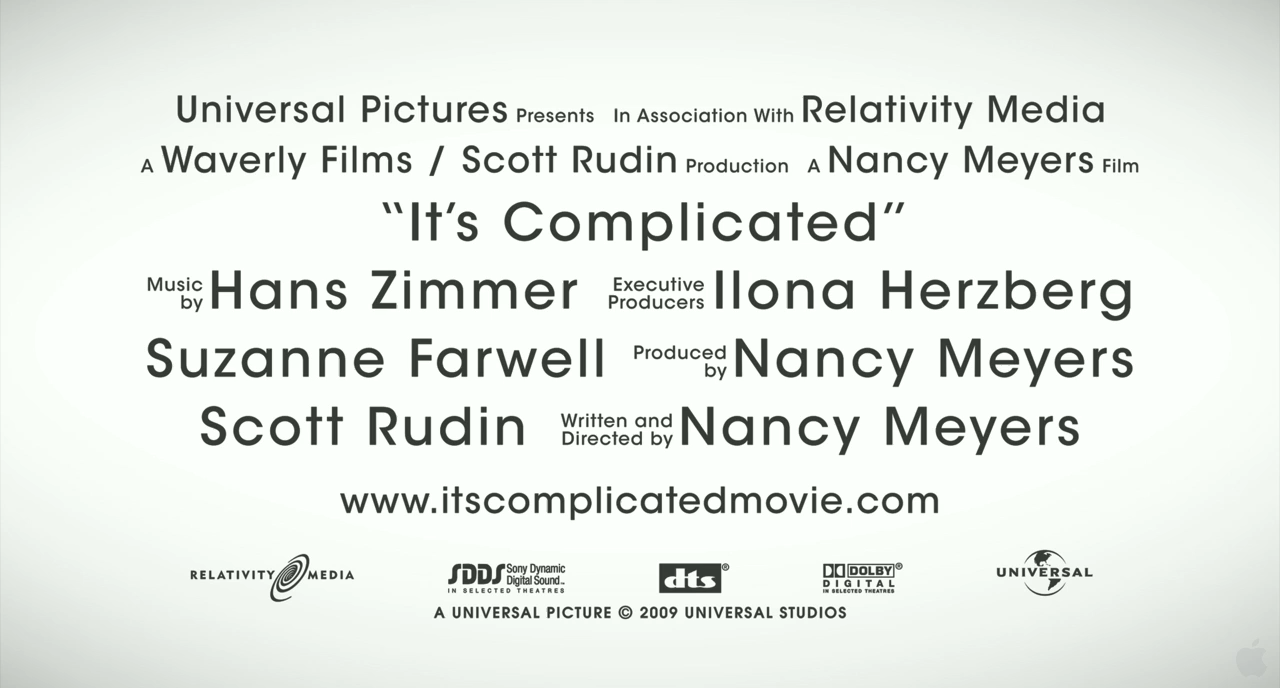 Universal Pictures Presents In Association With Relativity Media
A Waverly Films / Scott Rudin Production A Nancy Meyers Film
“It’s Complicated”
Music by Hans Zimmer Executive Producers Ilona Herzberg
Suzanne Farwell Produced by Nancy Meyers
Scott Rudin Written and Directed by Nancy Meyers
www.itscomplicatedmovie.com
RELATIVITY MEDIA SDDS Sony Dynamic Digital Sound™ IN SELECTED THEATRES dts® DOLBY® DIGITAL IN SELECTED THEATRES UNIVERSAL
A UNIVERSAL PICTURE © 2009 UNIVERSAL STUDIOS